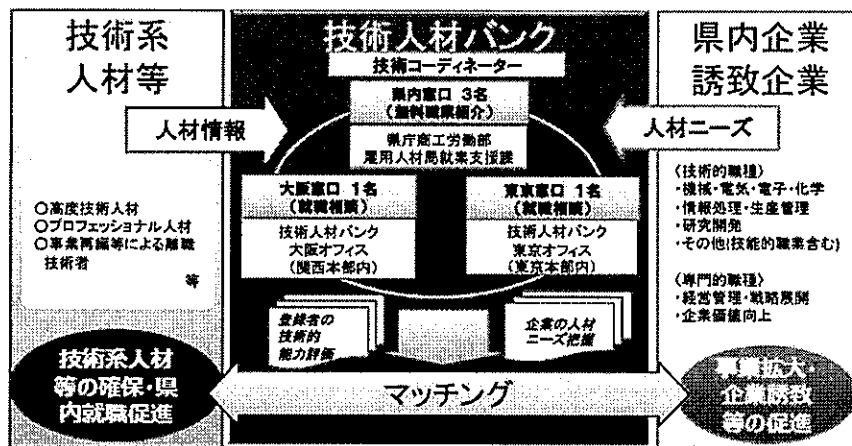 技術系
人材等
人材情報
○高度技術人材
○プロフェッショナル人材
○事業再編等による離職
技術者
等
技術系人材
等の確保・県
内就職促進
技術人材バンク
技術コーディネーター
県内窓口 3名
(無料職業紹介)
県庁商工労働部
雇用人材局就業支援課
大阪窓口 1名
(就職相談)
技術人材バンク
大阪オフィス
(関西本部内)
東京窓口 1名
(就職相談)
技術人材バンク
東京オフィス
(東京本部内)
登録者の
技術的
能力評価
企業の人材
ニーズ把握
マッチング
県内企業
誘致企業
人材ニーズ
(技術的職種)
・機械・電気・電子・化学
・情報処理・生産管理
・研究開発
・その他(技能的職業含む)
(専門的職種)
・経営管理・戦略展開
・企業価値向上
事業拡大・
企業誘致
等の促進